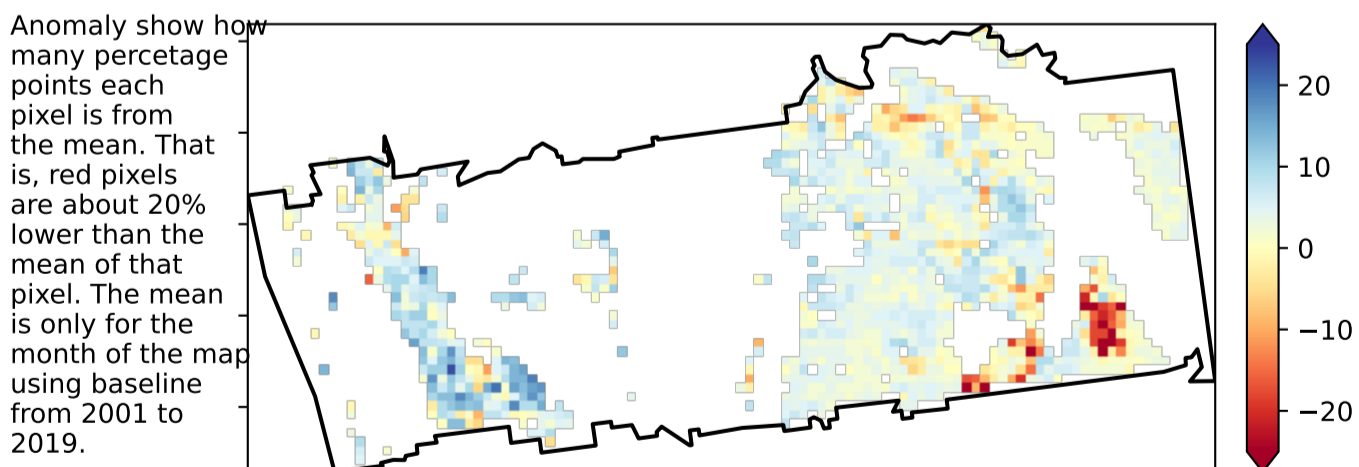 Anomaly show how
many percetage
points each
pixel is from
the mean. That
is, red pixels
are about 20%
lower than the
mean of that
pixel. The mean
is only for the
month of the map
using baseline
from 2001 to
2019.
20
10
0
−10
−20